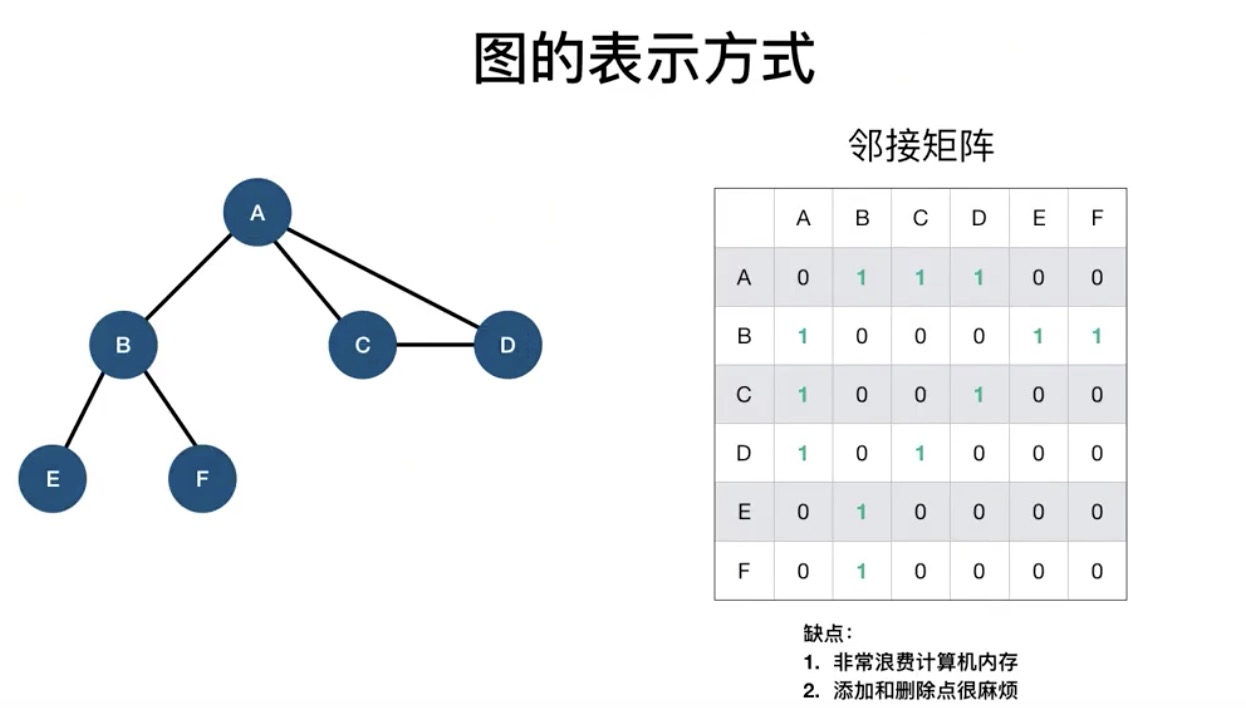 图的表示方式
邻接矩阵
A
B
C
D
E
F
A B C D E F
A 0 1 1 1 0 0
B 1 0 0 0 1 1
C 1 0 0 1 0 0
D 1 0 1 0 0 0
E 0 1 0 0 0 0
F 0 1 0 0 0 0
缺点：
1. 非常浪费计算机内存
2. 添加和删除点很麻烦